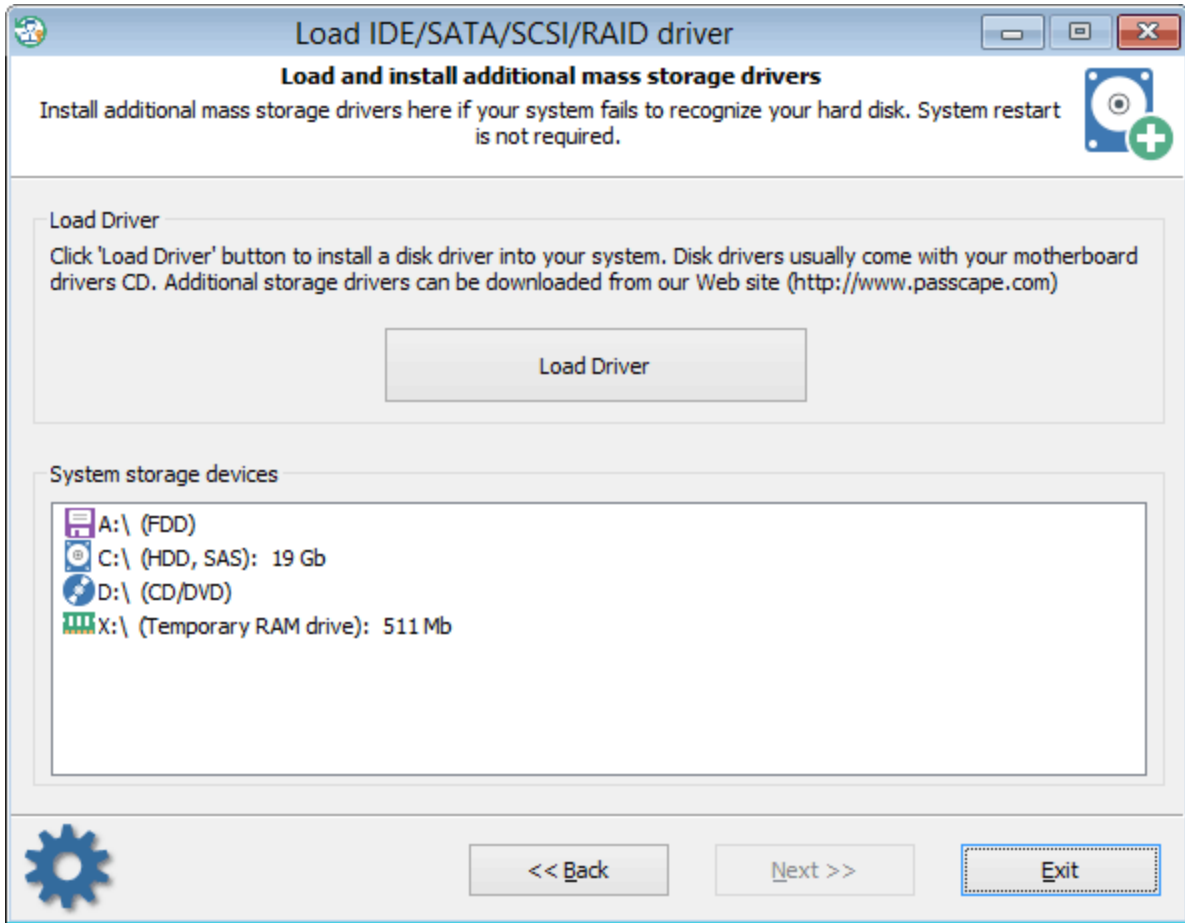 Load IDE/SATA/SCSI/RAID driver
Load and install additional mass storage drivers
Install additional mass storage drivers here if your system fails to recognize your hard disk. System restart
is not required.
Load Driver
Click 'Load Driver' button to install a disk driver into your system. Disk drivers usually come with your motherboard
drivers CD. Additional storage drivers can be downloaded from our Web site (http://www.passcape.com)
Load Driver
System storage devices
A:\ (FDD)
C:\ (HDD, SAS): 19 Gb
D:\ (CD/DVD)
X:\ (Temporary RAM drive): 511 Mb
<< Back
Next >>
Exit